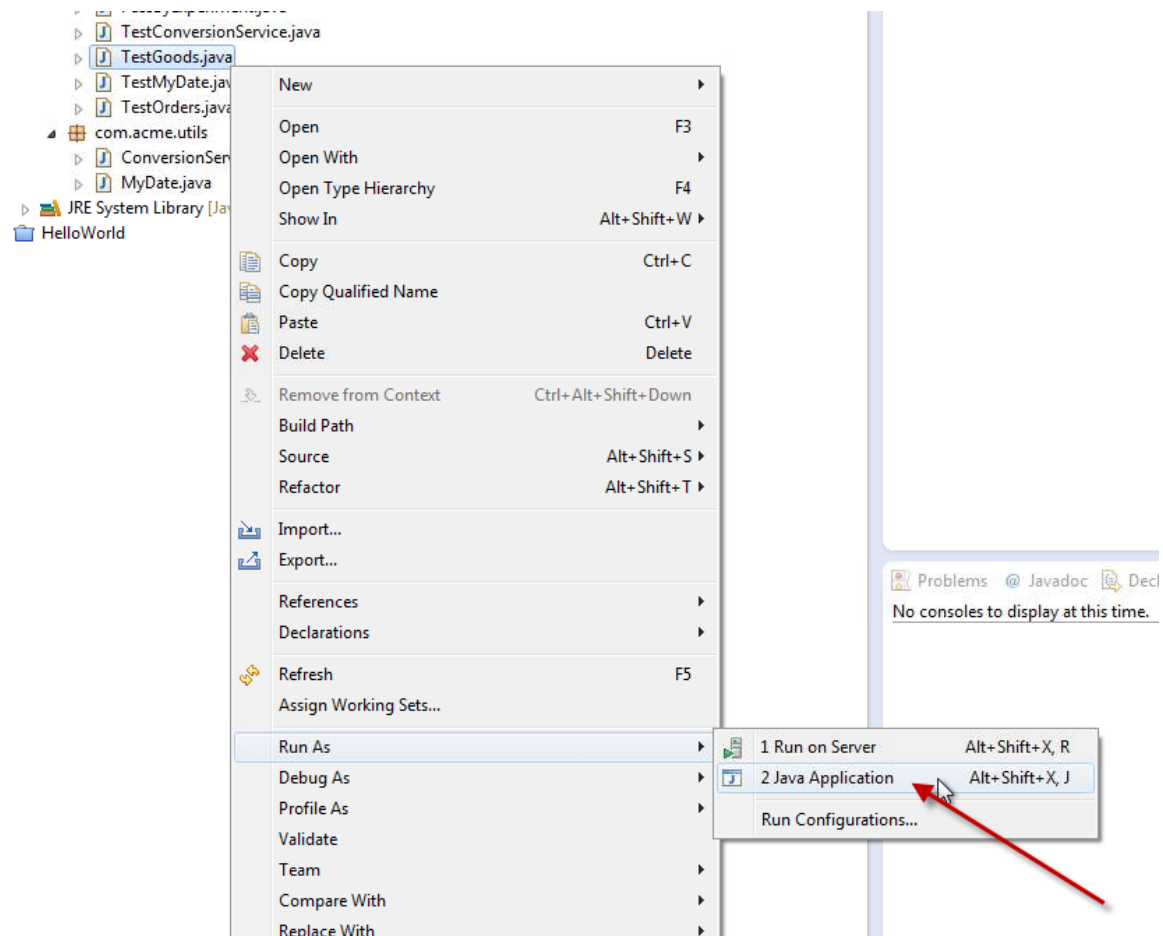 TestConversionService.java
TestGoods.java
TestMyDate.jav
TestOrders.java
com.acme.utils
ConversionSer
MyDate.java
JRE System Library [Ja
HelloWorld
New
Open F3
Open With
Open Type Hierarchy F4
Show In Alt+Shift+W
Copy Ctrl+C
Copy Qualified Name
Paste Ctrl+V
Delete Delete
Remove from Context Ctrl+Alt+Shift+Down
Build Path
Source Alt+Shift+S
Refactor Alt+Shift+T
Import...
Export...
References
Declarations
Refresh F5
Assign Working Sets...
Run As
Debug As
Profile As
Validate
Team
Compare With
Replace With
1 Run on Server Alt+Shift+X, R
2 Java Application Alt+Shift+X, J
Run Configurations...
Problems @ Javadoc Decl
No consoles to display at this time.